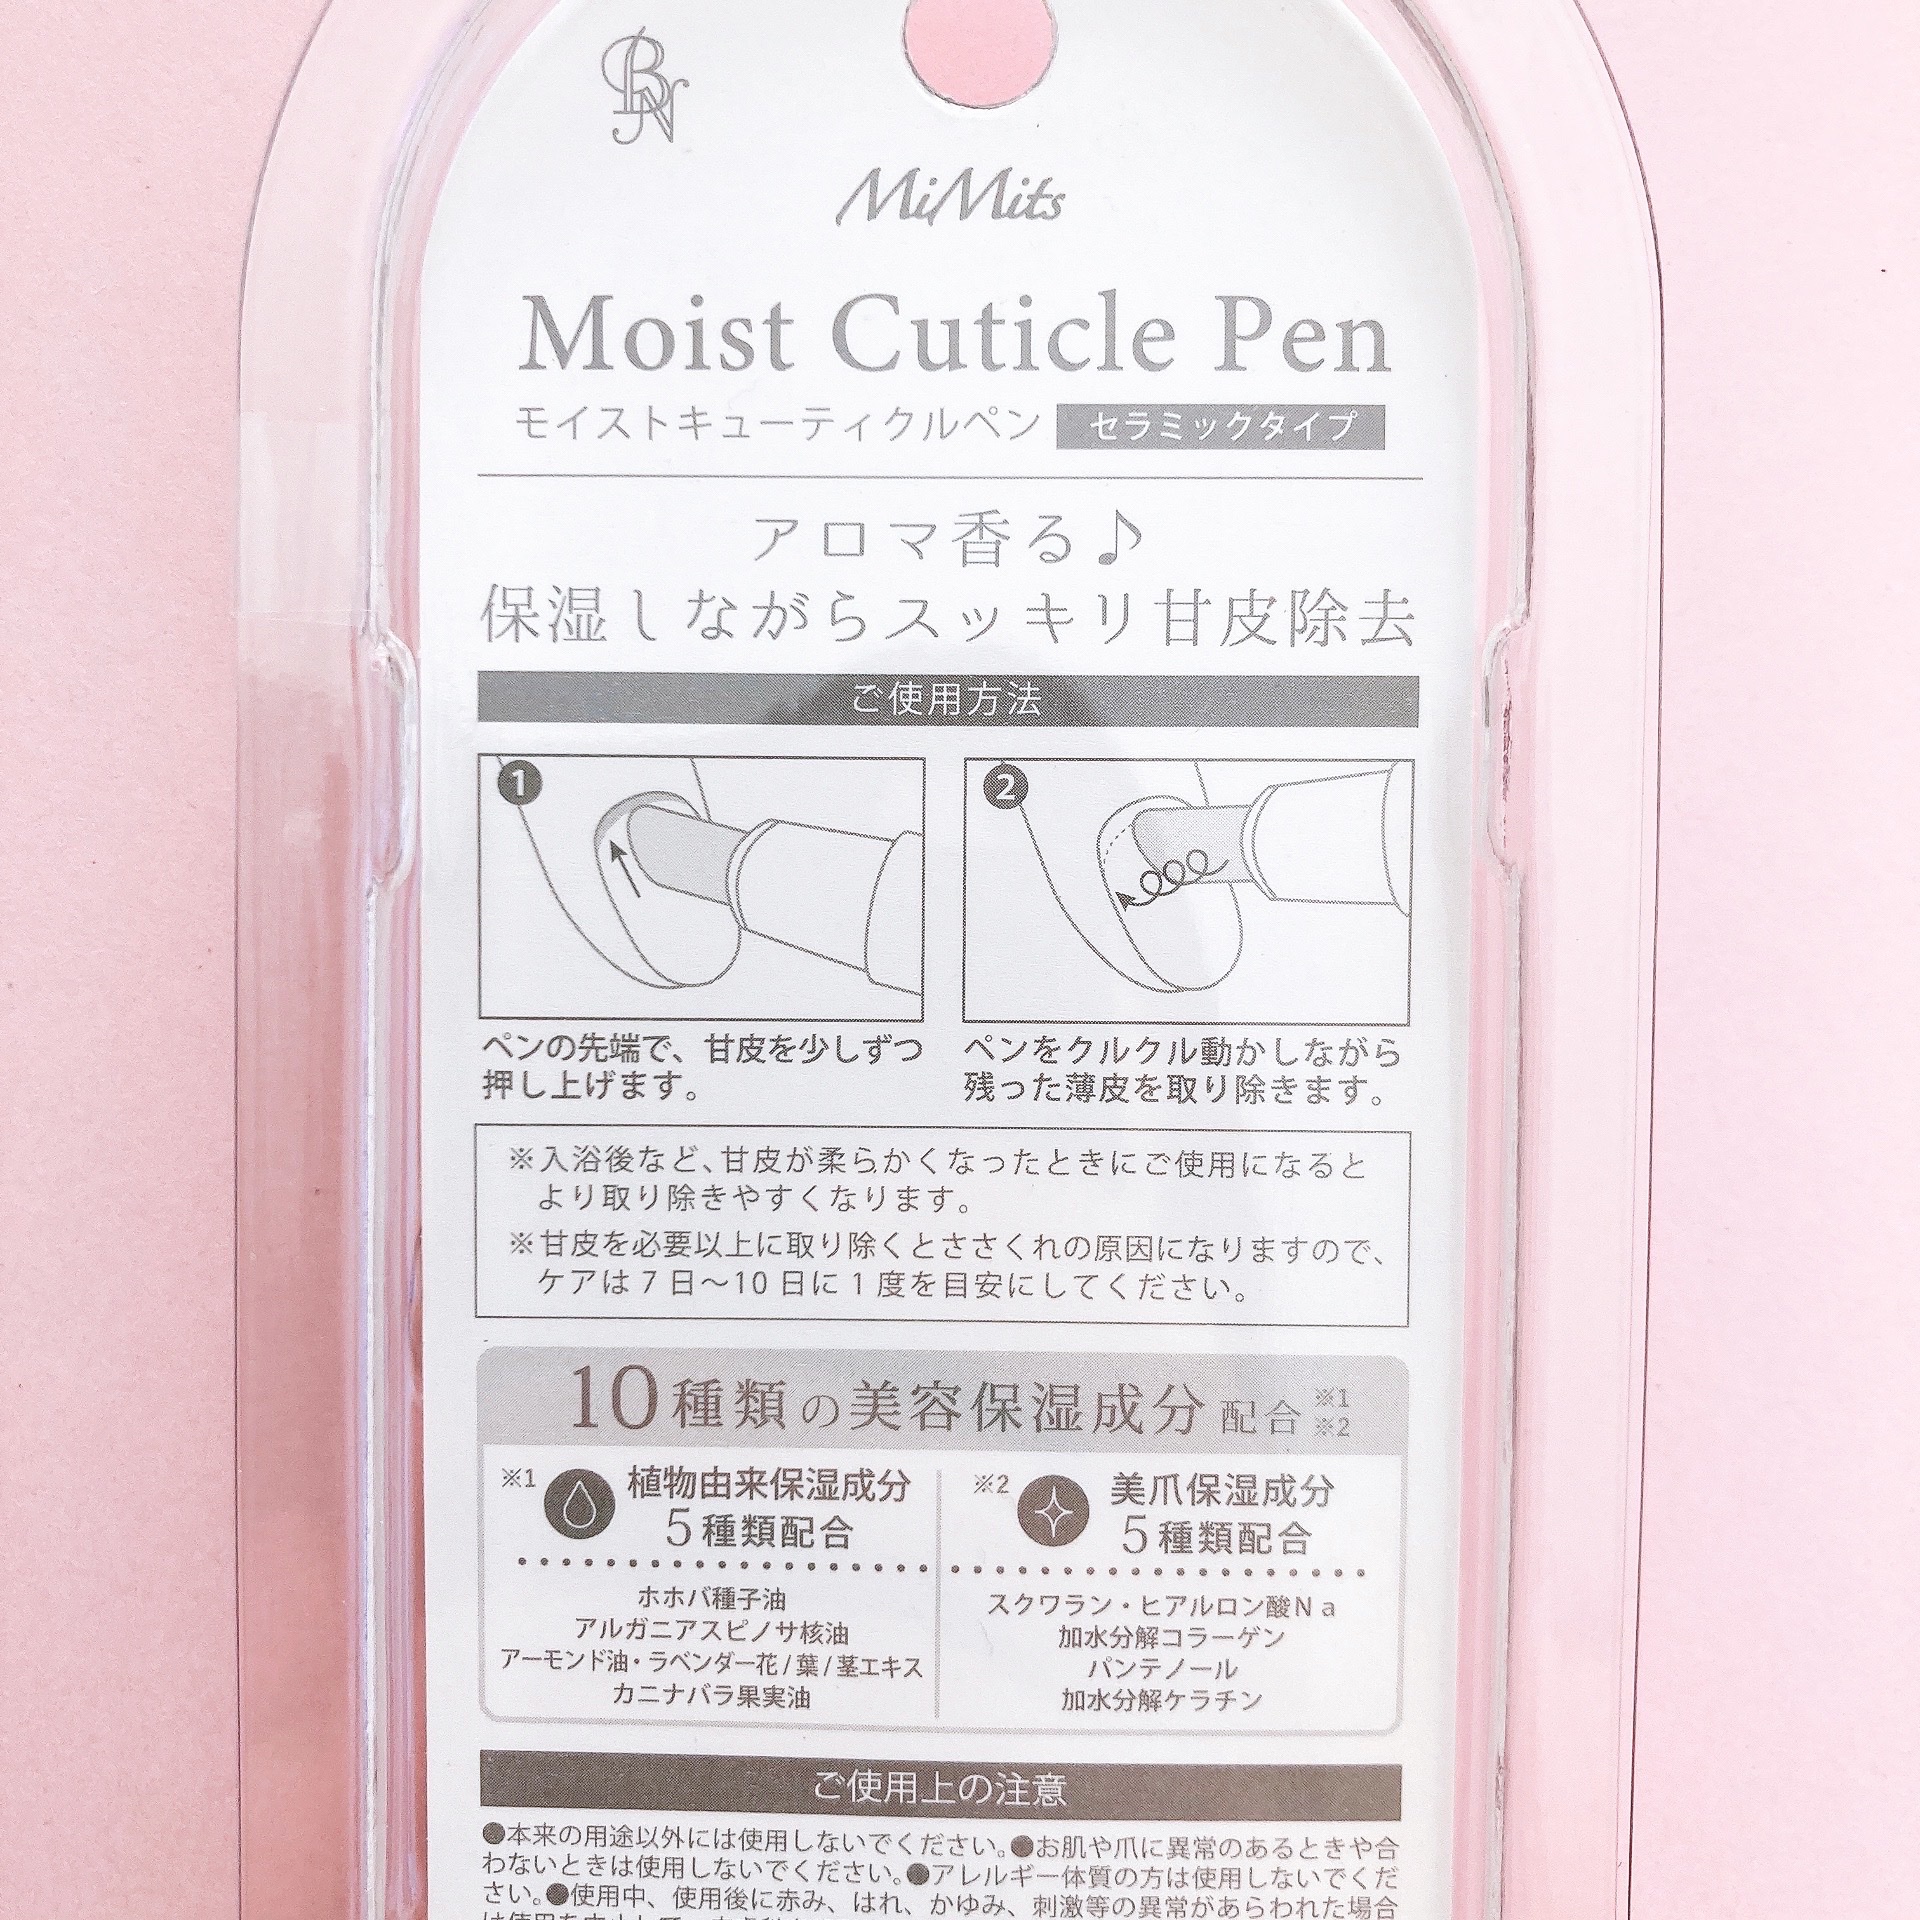 BN
MiMits
Moist Cuticle Pen
モイストキューティクルペン セラミックタイプ
アロマ香る♪
保湿しながらスッキリ甘皮除去
ご使用方法
1
2
ペンの先端で、甘皮を少しずつ
押し上げます。
ペンをクルクル動かしながら
残った薄皮を取り除きます。
※入浴後など、甘皮が柔らかくなったときにご使用になると
より取り除きやすくなります。
※甘皮を必要以上に取り除くとささくれの原因になりますので、
ケアは7日～10日に1度を目安にしてください。
10種類の美容保湿成分配合 ※1 ※2
※1 植物由来保湿成分
5種類配合
ホホバ種子油
アルガニアスピノサ核油
アーモンド油・ラベンダー花/葉/茎エキス
カニナバラ果実油
※2 美爪保湿成分
5種類配合
スクワラン・ヒアルロン酸Na
加水分解コラーゲン
パンテノール
加水分解ケラチン
ご使用上の注意
●本来の用途以外には使用しないでください。●お肌や爪に異常のあるときや合
わないときは使用しないでください。●アレルギー体質の方は使用しないでくだ
さい。●使用中、使用後に赤み、はれ、かゆみ、刺激等の異常があらわれた場合